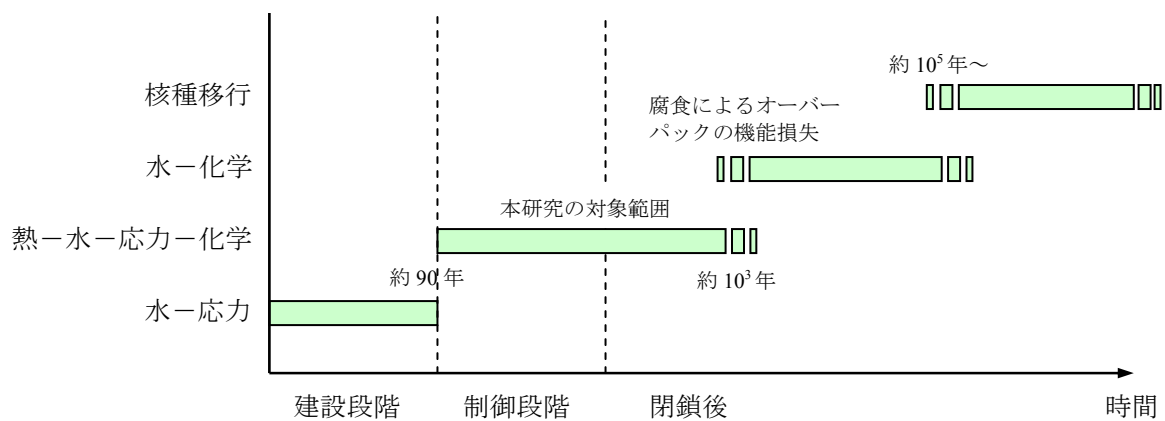 約 10⁵ 年～
核種移行
腐食によるオーバー
パックの機能損失
水－化学
本研究の対象範囲
熱－水－応力－化学
約 90 年
約 10³ 年
水－応力
建設段階
制御段階
閉鎖後
時間